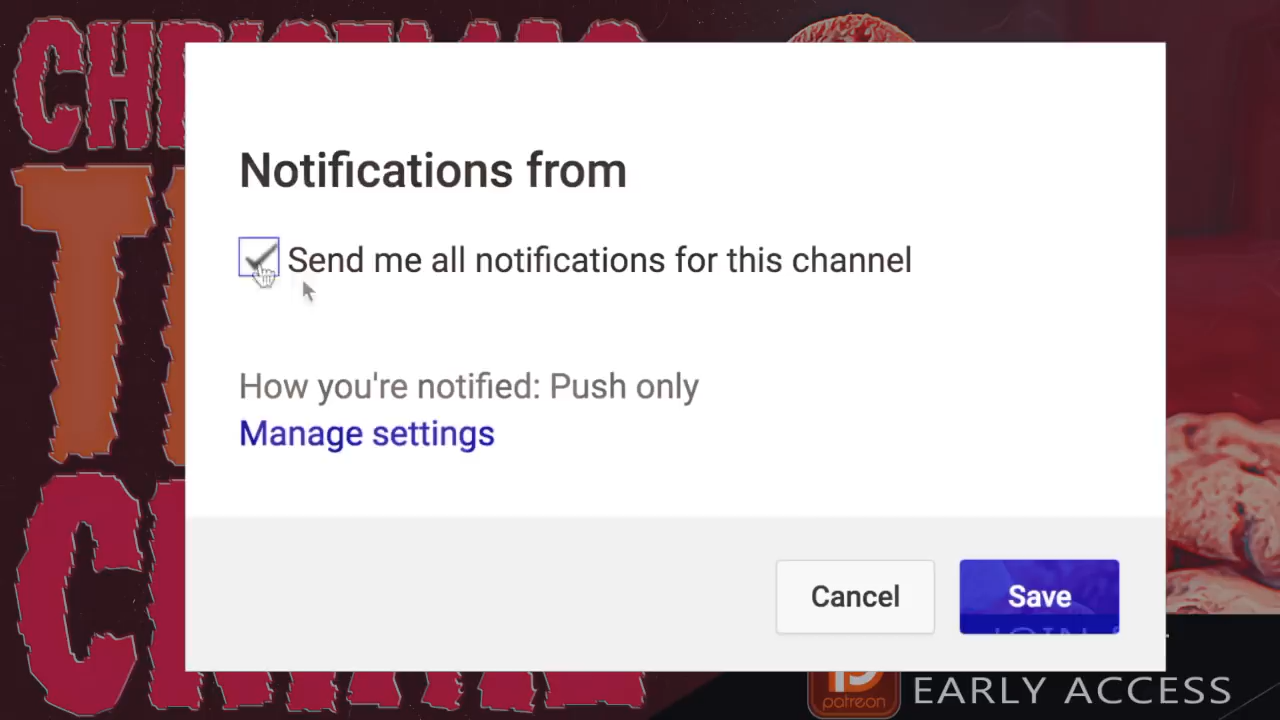 Notifications from
Send me all notifications for this channel
How you're notified: Push only
Manage settings
Cancel
Save
patreon
EARLY ACCESS